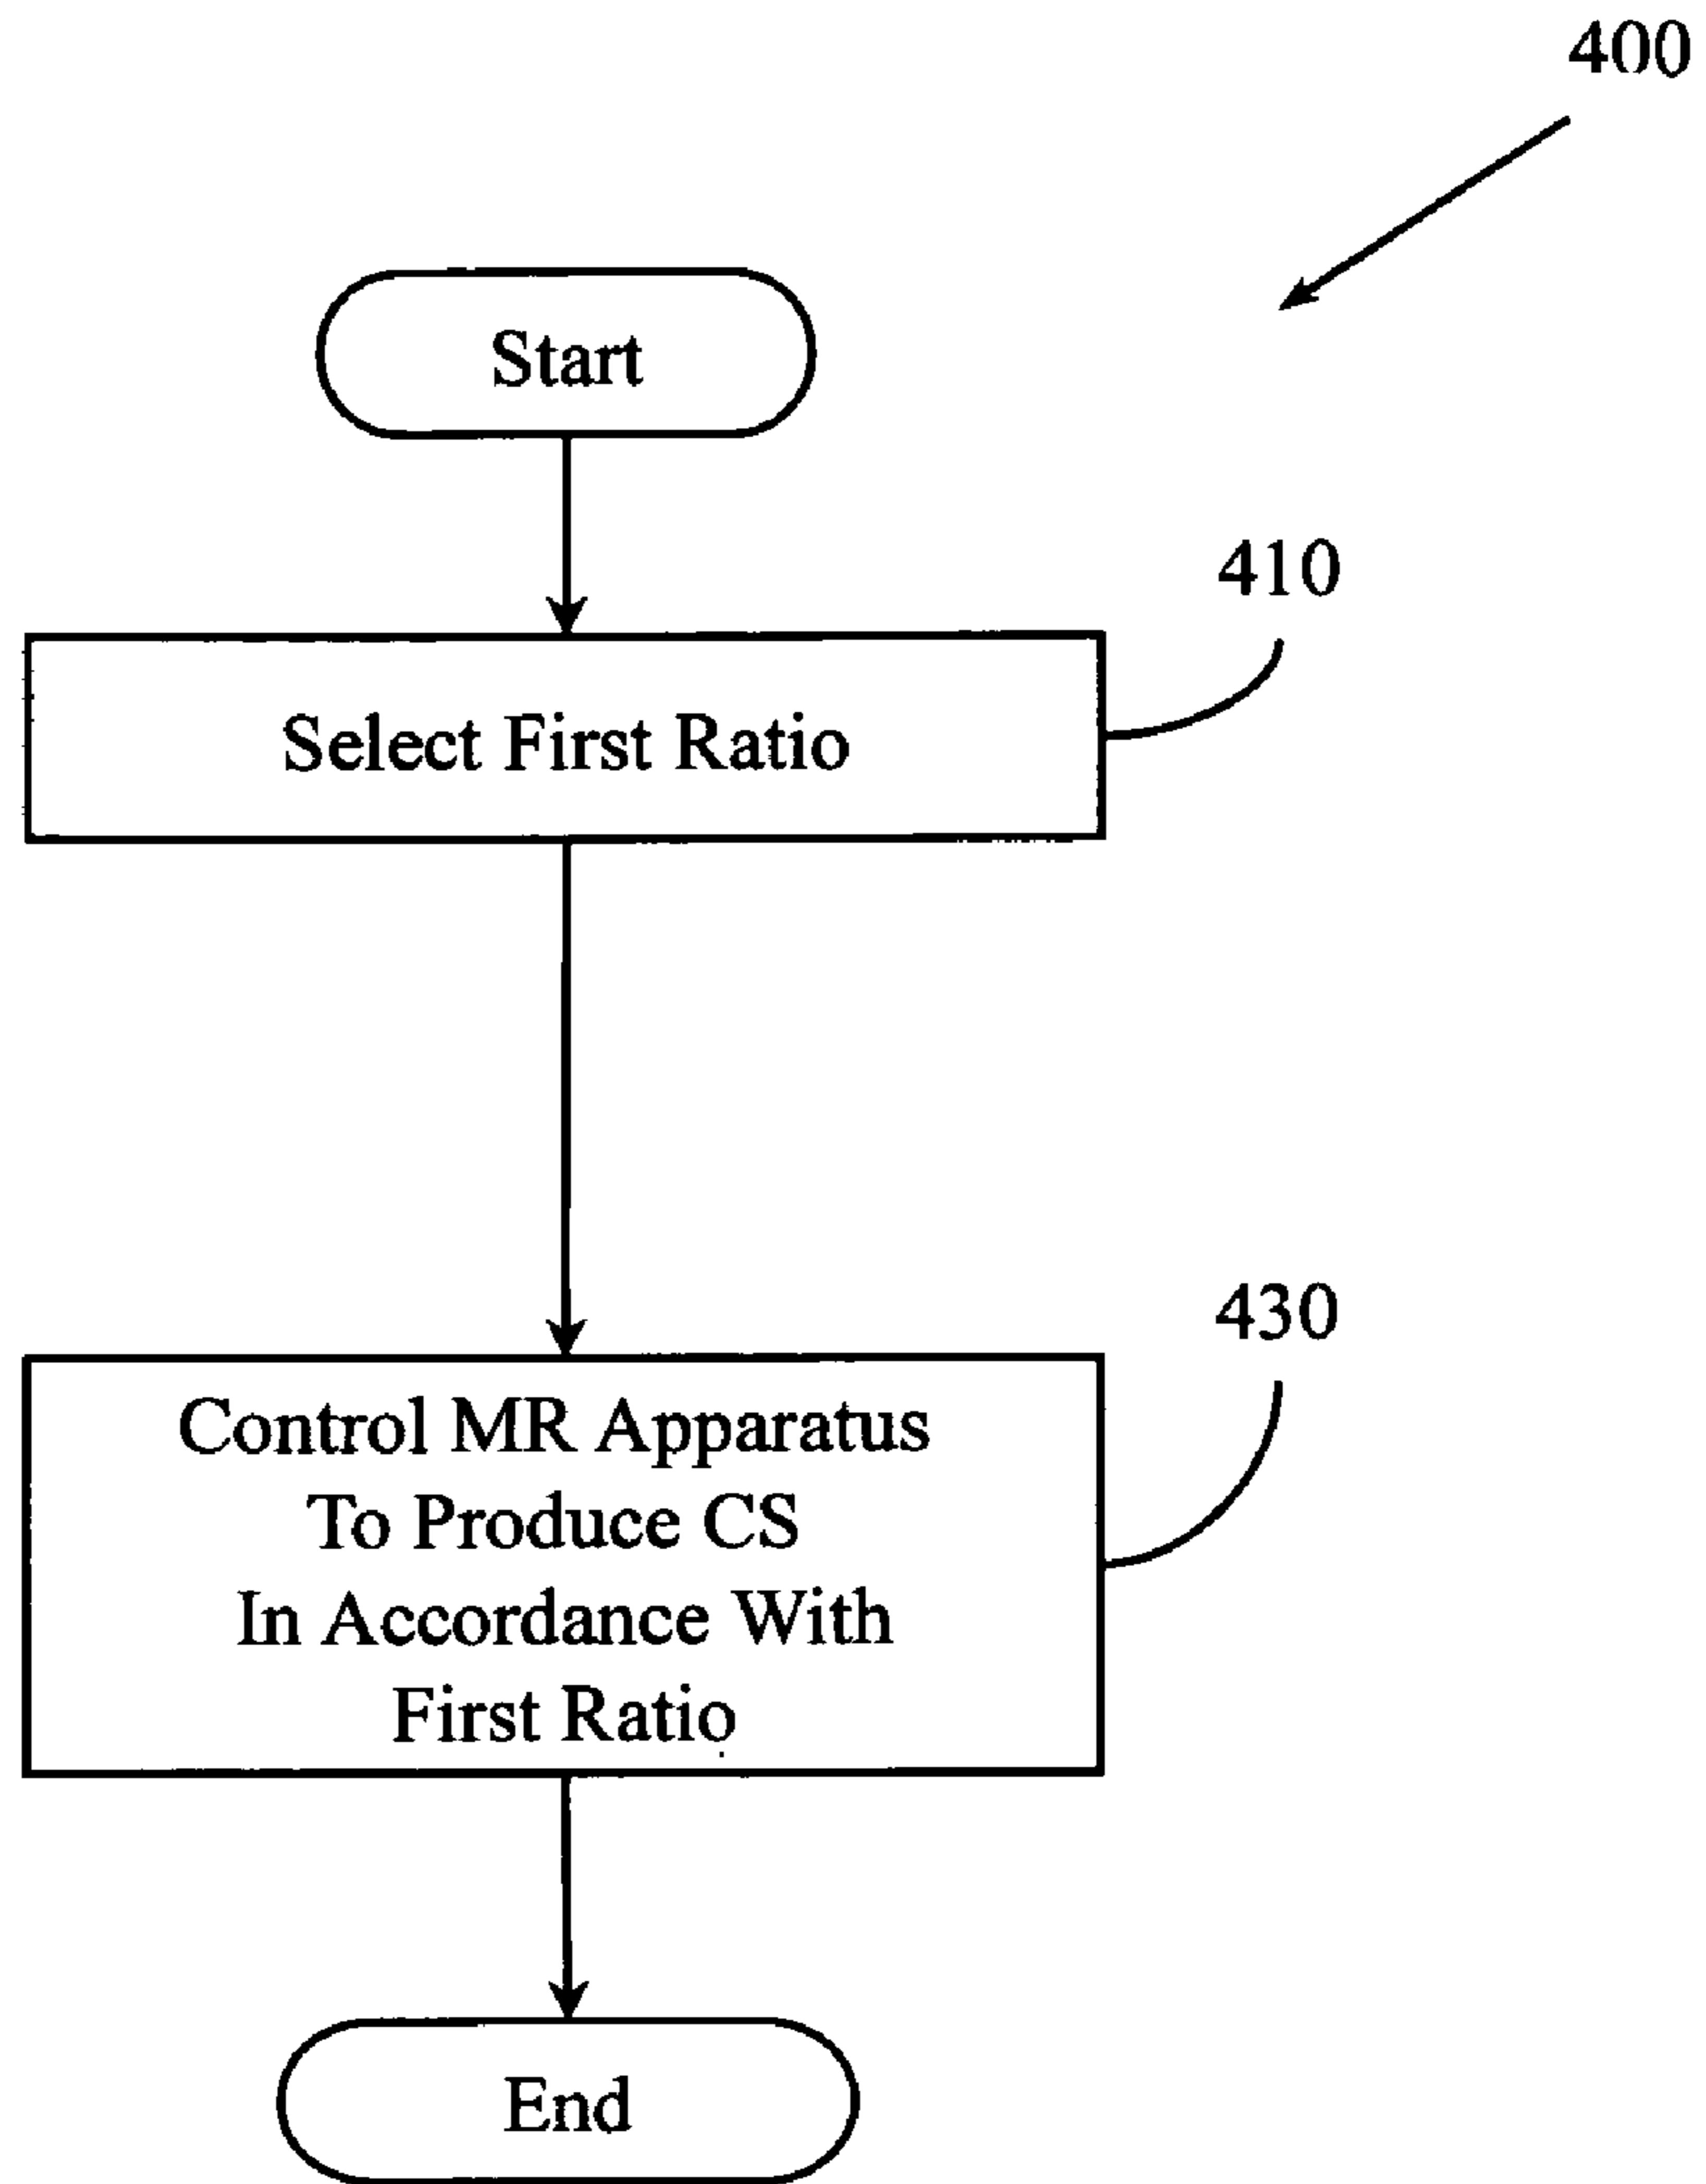 400
Start
410
Select First Ratio
430
Control MR Apparatus
To Produce CS
In Accordance With
First Ratio
End